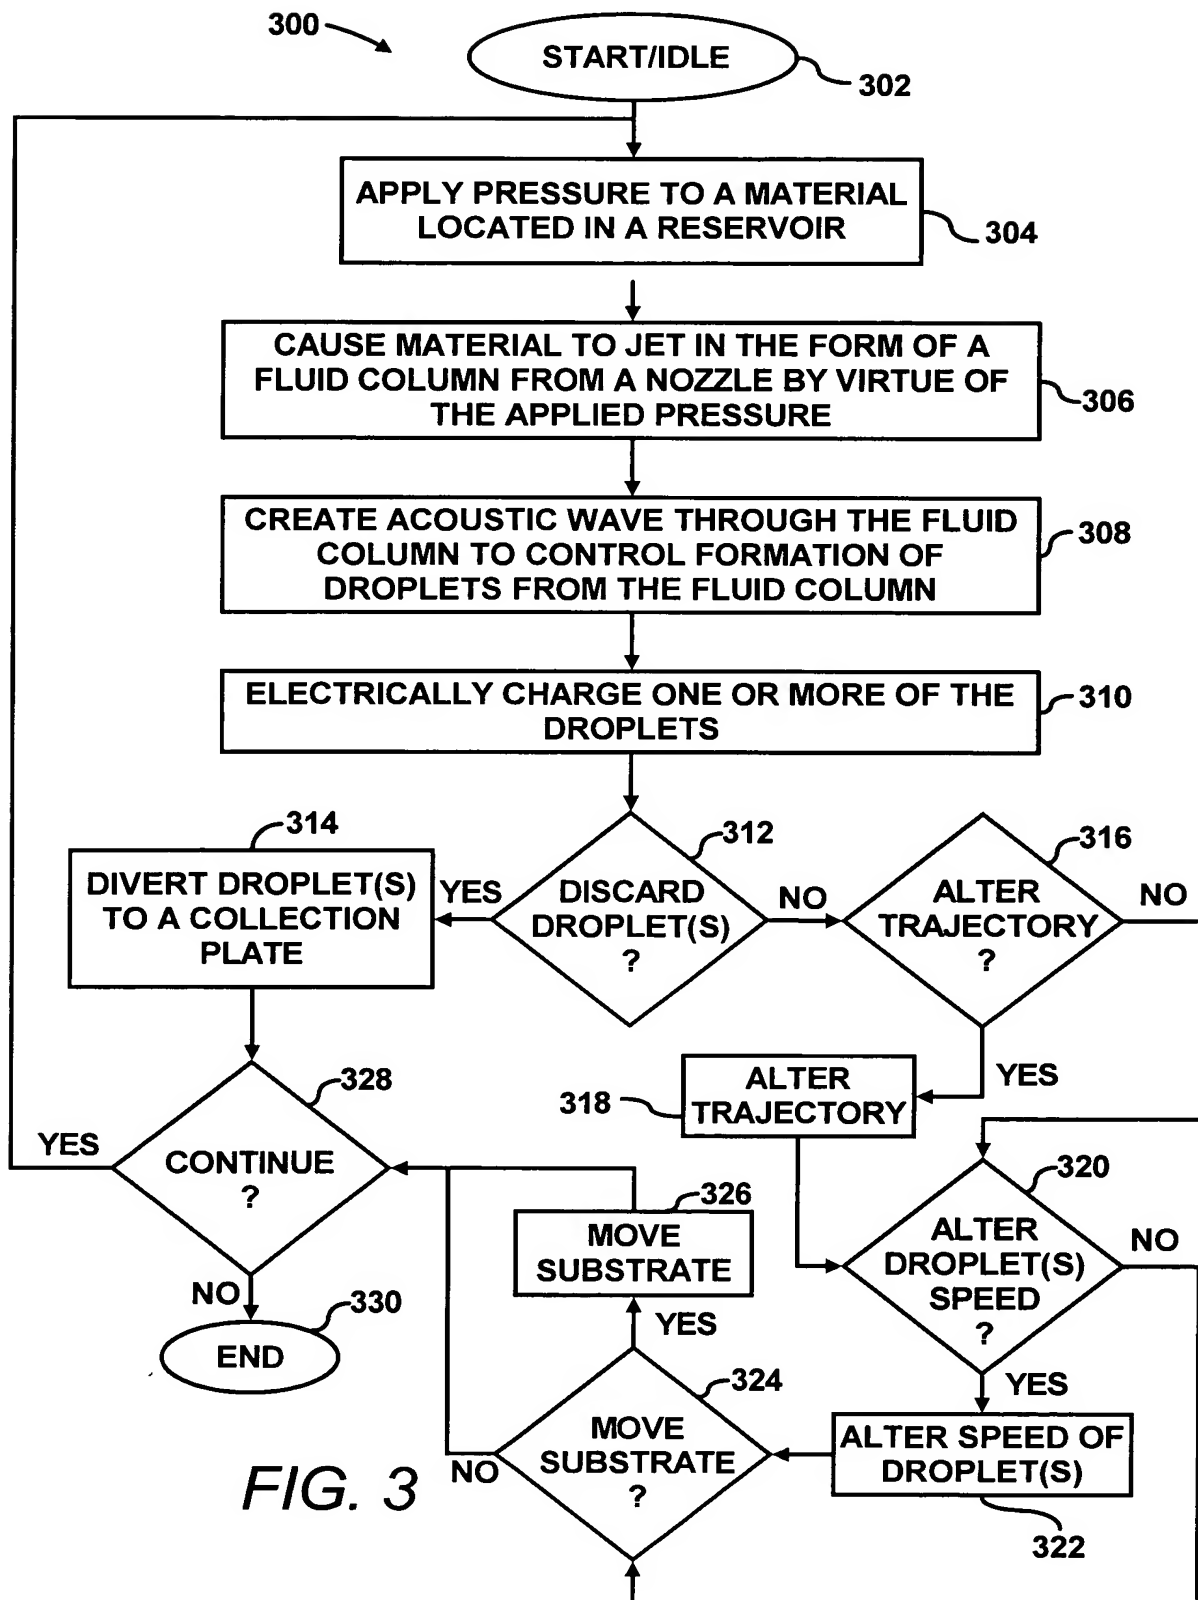 300
START/IDLE
302
APPLY PRESSURE TO A MATERIAL
LOCATED IN A RESERVOIR
304
CAUSE MATERIAL TO JET IN THE FORM OF A
FLUID COLUMN FROM A NOZZLE BY VIRTUE OF
THE APPLIED PRESSURE
306
CREATE ACOUSTIC WAVE THROUGH THE FLUID
COLUMN TO CONTROL FORMATION OF
DROPLETS FROM THE FLUID COLUMN
308
ELECTRICALLY CHARGE ONE OR MORE OF THE
DROPLETS
310
314
DIVERT DROPLET(S)
TO A COLLECTION
PLATE
YES
312
DISCARD
DROPLET(S)
?
NO
316
ALTER
TRAJECTORY
?
NO
YES
318
ALTER
TRAJECTORY
328
YES
CONTINUE
?
NO
330
END
326
MOVE
SUBSTRATE
YES
320
ALTER
DROPLET(S)
SPEED
?
NO
YES
324
MOVE
SUBSTRATE
?
NO
ALTER SPEED OF
DROPLET(S)
322
FIG. 3